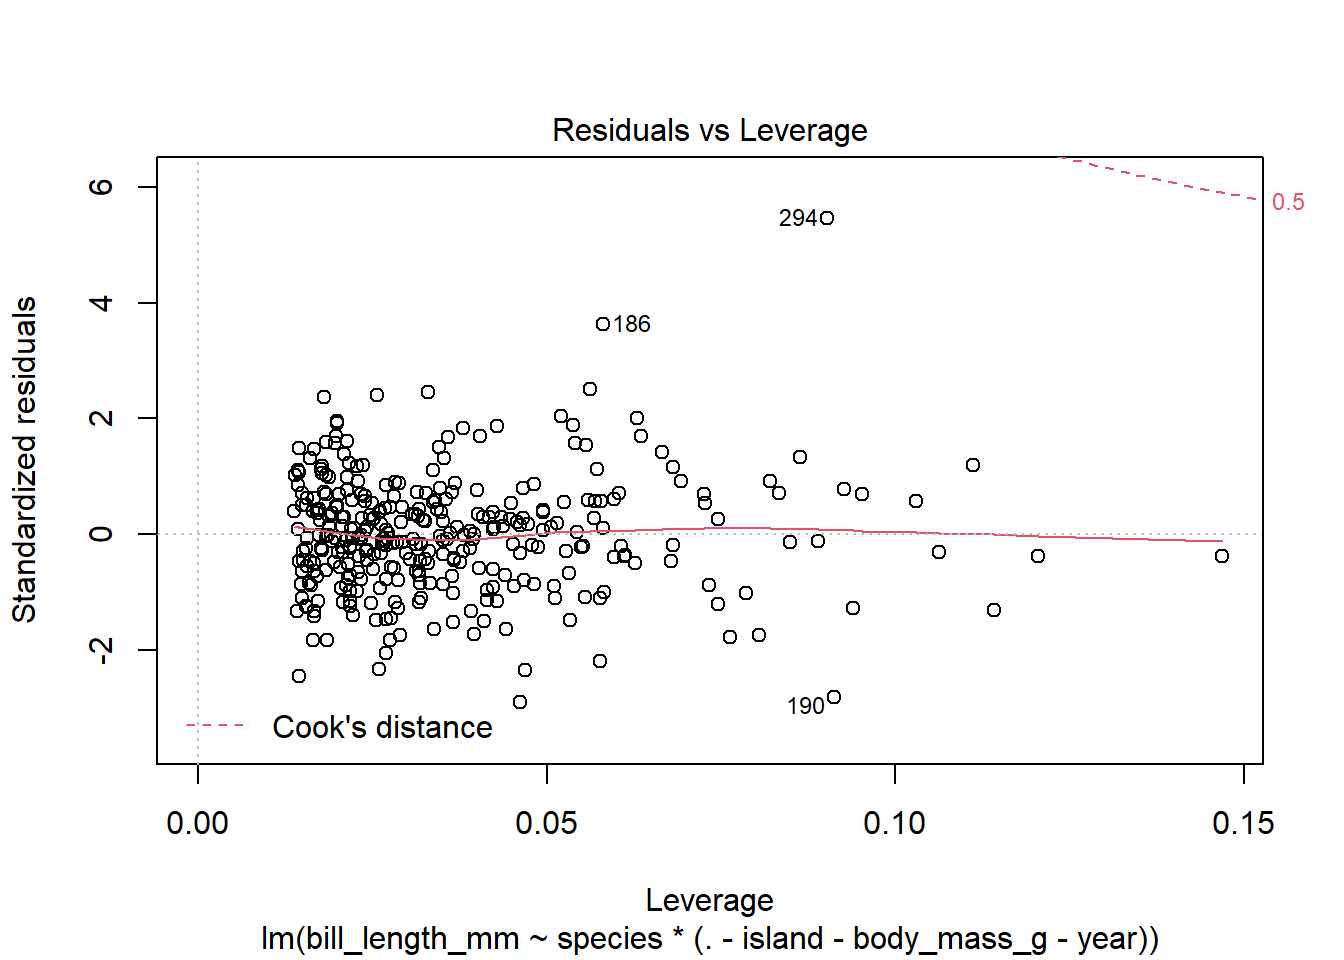 Residuals vs Leverage
Standardized residuals
6
4
2
0
-2
0.5
294
186
190
Cook's distance
0.00 0.05 0.10 0.15
Leverage
lm(bill_length_mm ~ species * (. - island - body_mass_g - year))